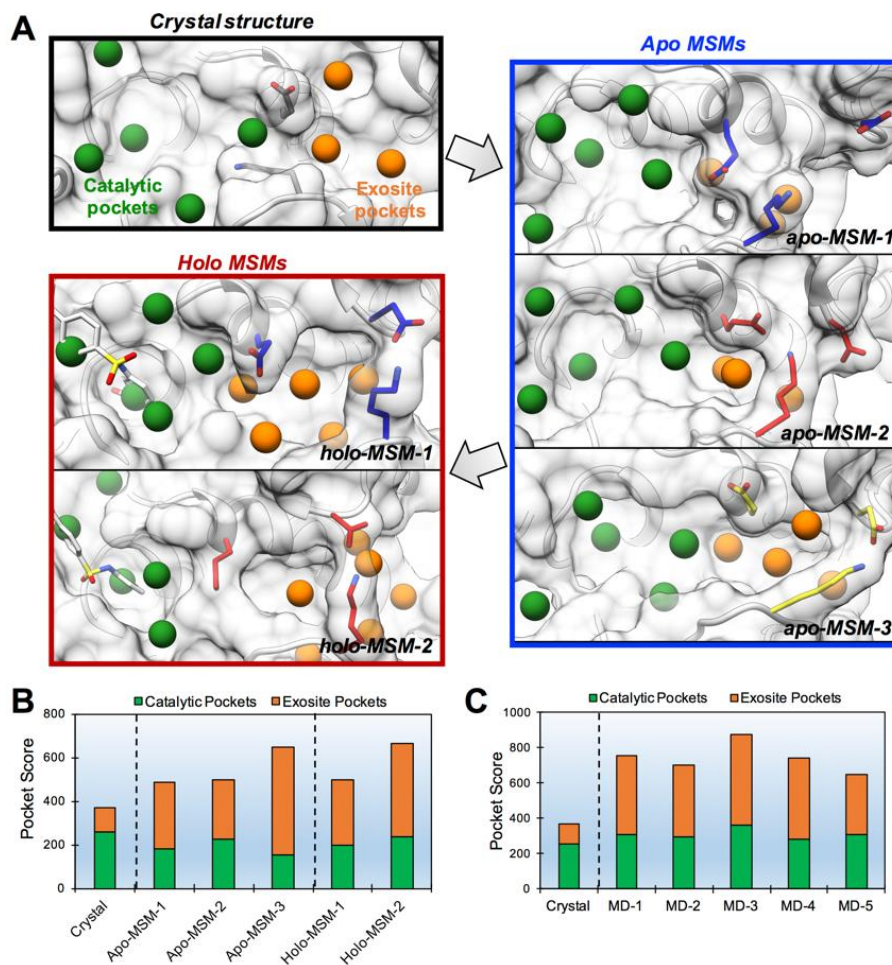 A
Crystal structure
Catalytic
pockets
Exosite
pockets
Apo MSMs
apo-MSM-1
apo-MSM-2
apo-MSM-3
Holo MSMs
holo-MSM-1
holo-MSM-2
B
Catalytic Pockets
Exosite Pockets
Pocket Score
800
600
400
200
0
Crystal
Apo-MSM-1
Apo-MSM-2
Apo-MSM-3
Holo-MSM-1
Holo-MSM-2
C
Catalytic Pockets
Exosite Pockets
Pocket Score
1000
800
600
400
200
0
Crystal
MD-1
MD-2
MD-3
MD-4
MD-5